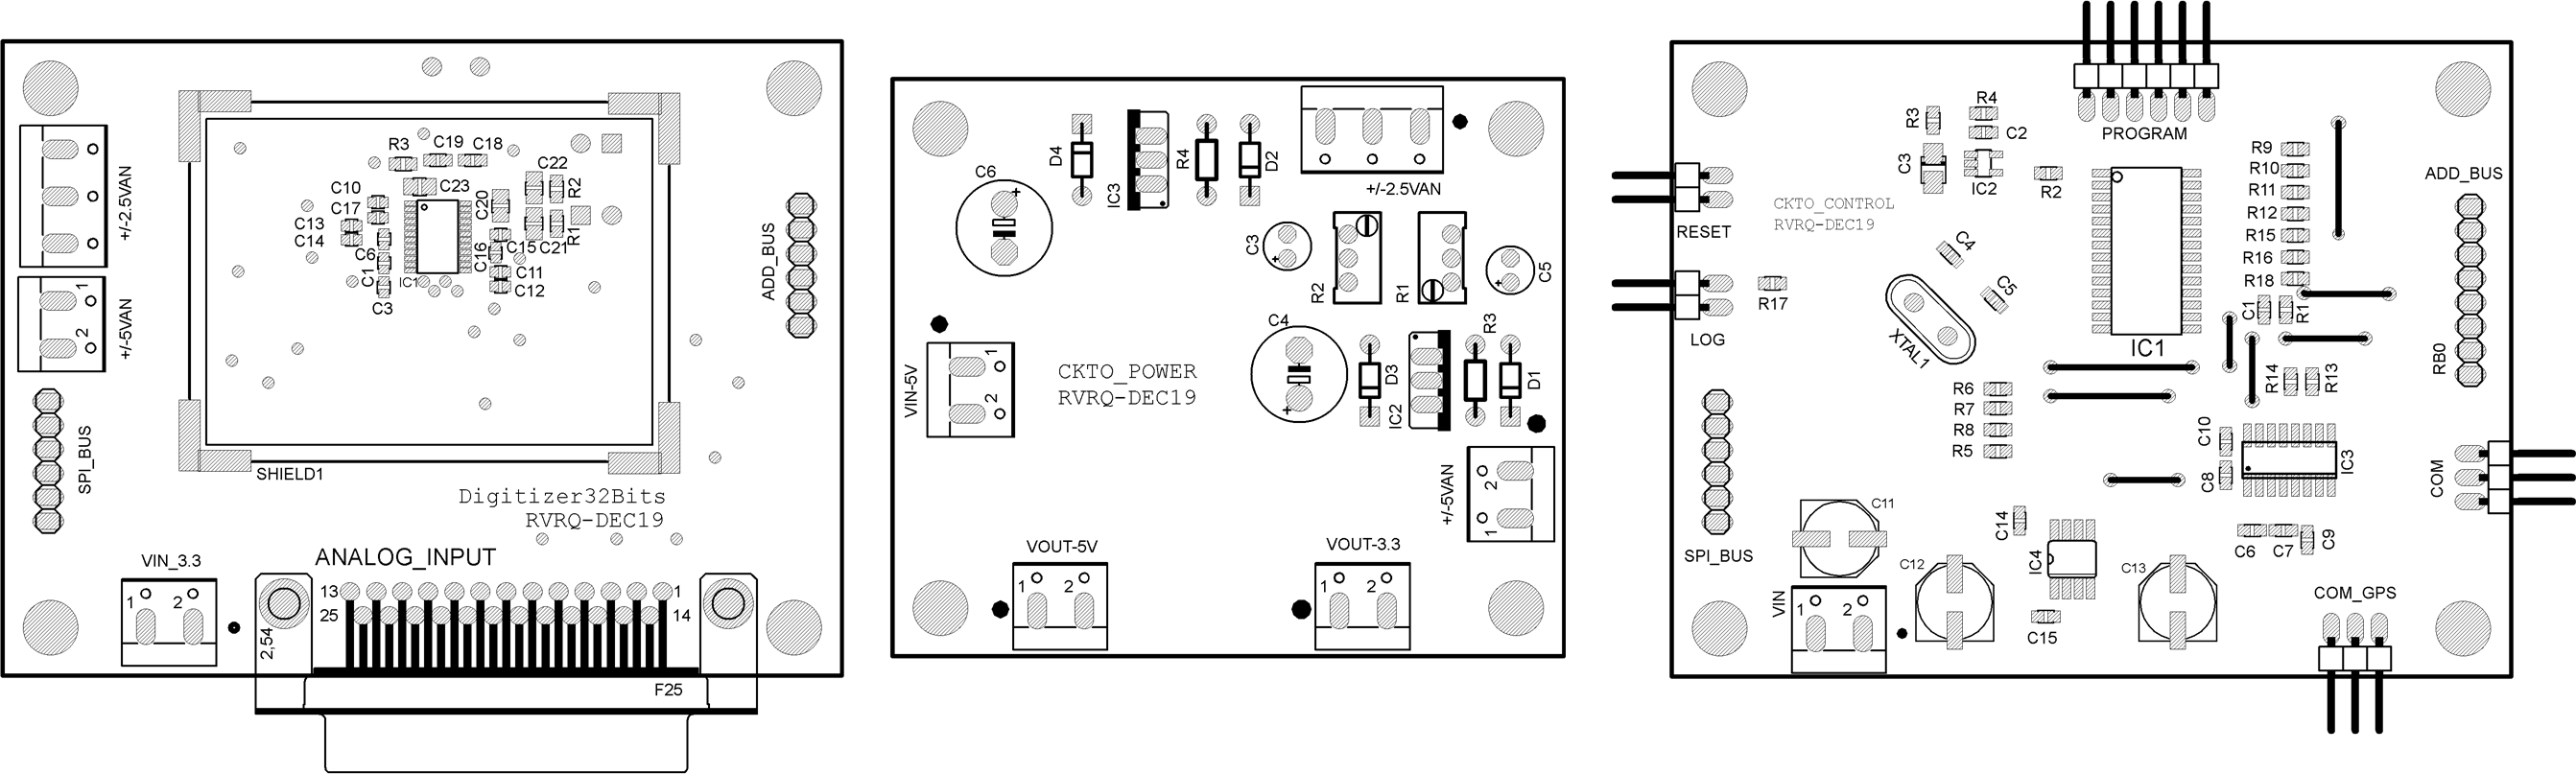 +/-2.5VAN
R3
C19
C18
C22
R2
C10
C17
C23
C20
C13
C14
C6
C1
IC1
C3
C16
C15
C21
R1
C11
C12
ADD_BUS
1
2
+/-5VAN
SPI_BUS
SHIELD1
Digitizer32Bits
RVRQ-DEC19
VIN_3.3
1
2
ANALOG_INPUT
13
1
25
14
2,54
F25
D4
IC3
R4
D2
+/-2.5VAN
C6
C3
R2
R1
C5
VIN-5V
1
2
CKTO_POWER
RVRQ-DEC19
C4
D3
IC2
R3
D1
+/-5VAN
2
1
VOUT-5V
1
2
VOUT-3.3
1
2
PROGRAM
R3
R4
C2
C3
IC2
R2
RESET
CKTO_CONTROL
RVRQ-DEC19
R9
R10
R11
R12
R15
R16
R18
ADD_BUS
RB0
C4
C5
XTAL1
R17
LOG
IC1
C1
R1
R14
R13
R6
R7
R8
R5
C10
C8
IC3
COM
SPI_BUS
C11
C12
C14
IC4
C13
C6
C7
C9
VIN
1
2
C15
COM_GPS